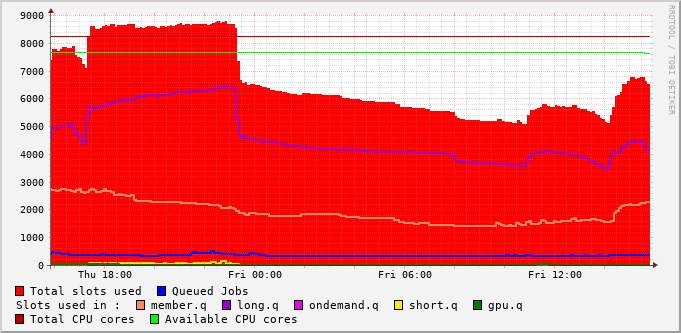 9000
8000
7000
6000
5000
4000
3000
2000
1000
0
Thu 18:00 Fri 00:00 Fri 06:00 Fri 12:00
RRDTOOL / TOBI OETIKER
Total slots used Queued Jobs
Slots used in : member.q long.q ondemand.q short.q gpu.q
Total CPU cores Available CPU cores